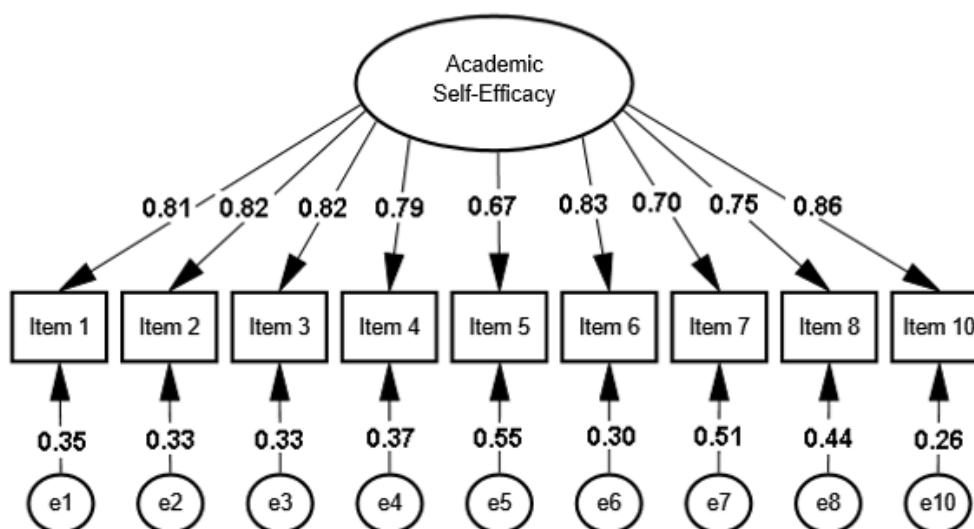 Academic
Self-Efficacy
0.81 0.82 0.82 0.79 0.67 0.83 0.70 0.75 0.86
Item 1 Item 2 Item 3 Item 4 Item 5 Item 6 Item 7 Item 8 Item 10
0.35 0.33 0.33 0.37 0.55 0.30 0.51 0.44 0.26
e1 e2 e3 e4 e5 e6 e7 e8 e10